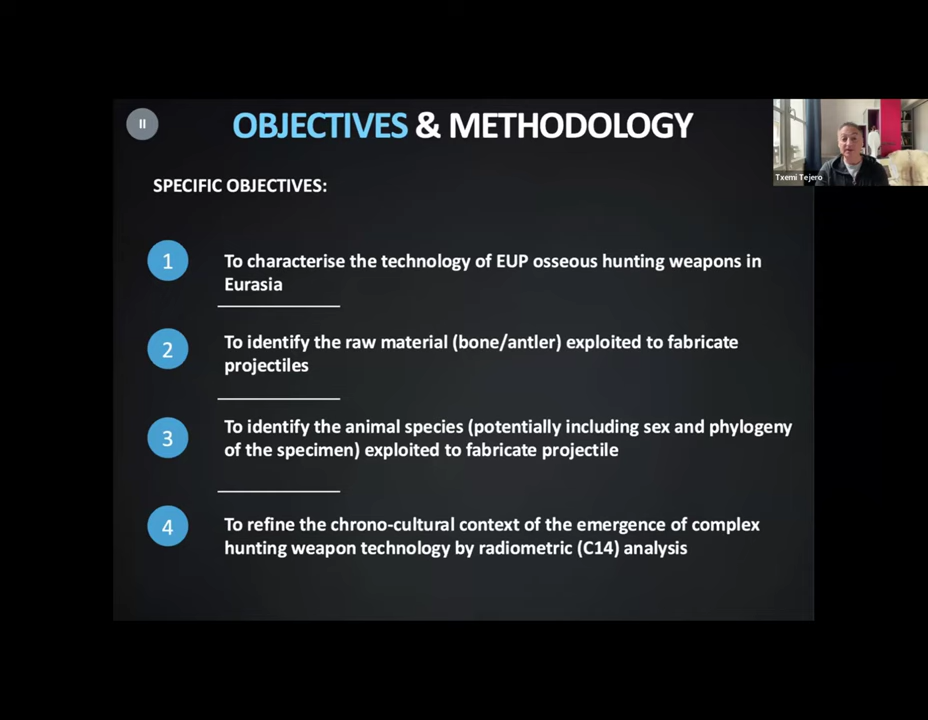 II
OBJECTIVES & METHODOLOGY
Txemi Tejero
SPECIFIC OBJECTIVES:
1
To characterise the technology of EUP osseous hunting weapons in
Eurasia
2
To identify the raw material (bone/antler) exploited to fabricate
projectiles
3
To identify the animal species (potentially including sex and phylogeny
of the specimen) exploited to fabricate projectile
4
To refine the chrono-cultural context of the emergence of complex
hunting weapon technology by radiometric (C14) analysis